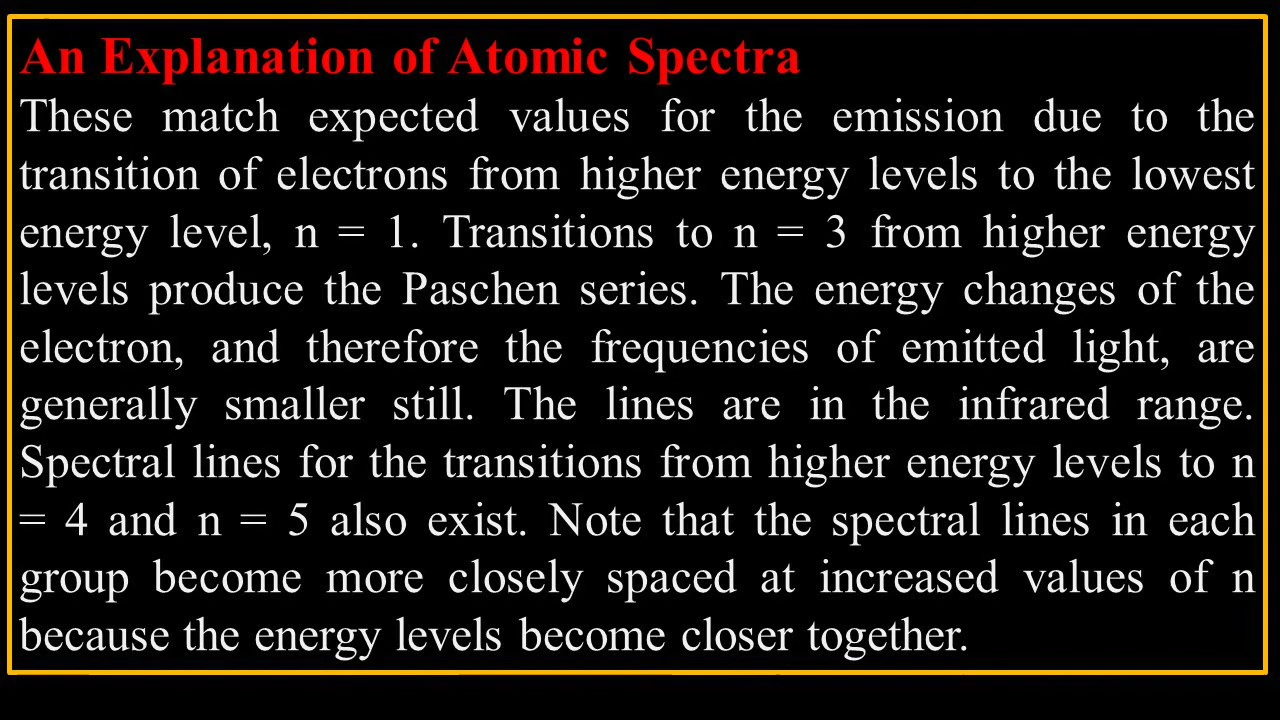 An Explanation of Atomic Spectra
These match expected values for the emission due to the
transition of electrons from higher energy levels to the lowest
energy level, n = 1. Transitions to n = 3 from higher energy
levels produce the Paschen series. The energy changes of the
electron, and therefore the frequencies of emitted light, are
generally smaller still. The lines are in the infrared range.
Spectral lines for the transitions from higher energy levels to n
= 4 and n = 5 also exist. Note that the spectral lines in each
group become more closely spaced at increased values of n
because the energy levels become closer together.